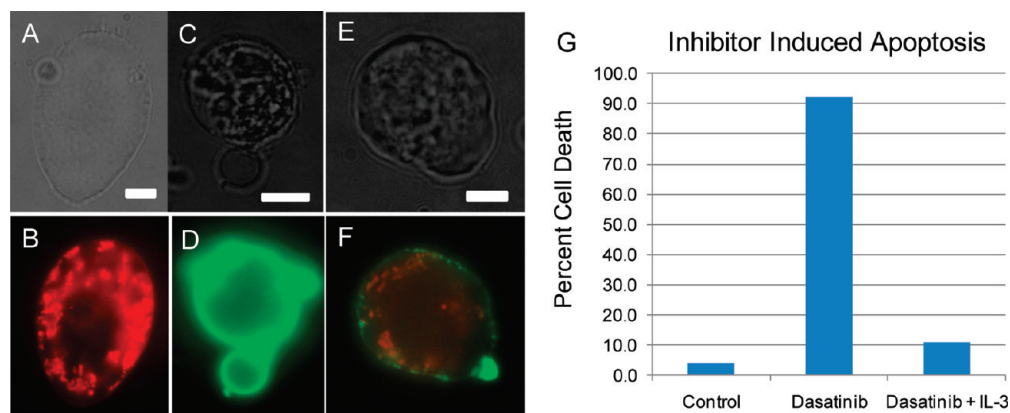 A
C
E
B
D
F
G
Inhibitor Induced Apoptosis
Percent Cell Death
100.0
90.0
80.0
70.0
60.0
50.0
40.0
30.0
20.0
10.0
0.0
Control
Dasatinib
Dasatinib + IL-3